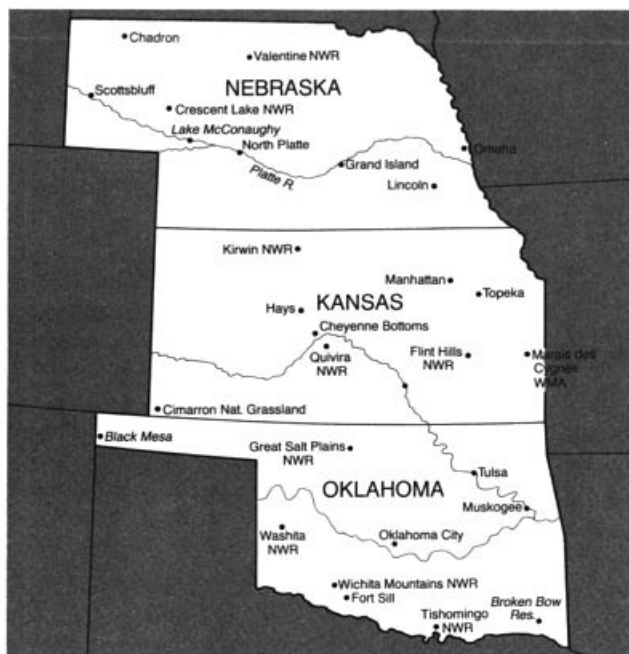 Chadron
Valentine NWR
NEBRASKA
Scottsbluff
Crescent Lake NWR
Lake McConaughy
North Platte
Platte R.
Grand Island
Omaha
Lincoln
Kirwin NWR
Manhattan
Topeka
KANSAS
Hays
Cheyenne Bottoms
Quivira
NWR
Flint Hills
NWR
Marais des
Cygnes
WMA
Cimarron Nat. Grassland
Black Mesa
Great Salt Plains
NWR
Tulsa
OKLAHOMA
Muskogee
Washita
NWR
Oklahoma City
Wichita Mountains NWR
Fort Sill
Broken Bow
Res.
Tishomingo
NWR